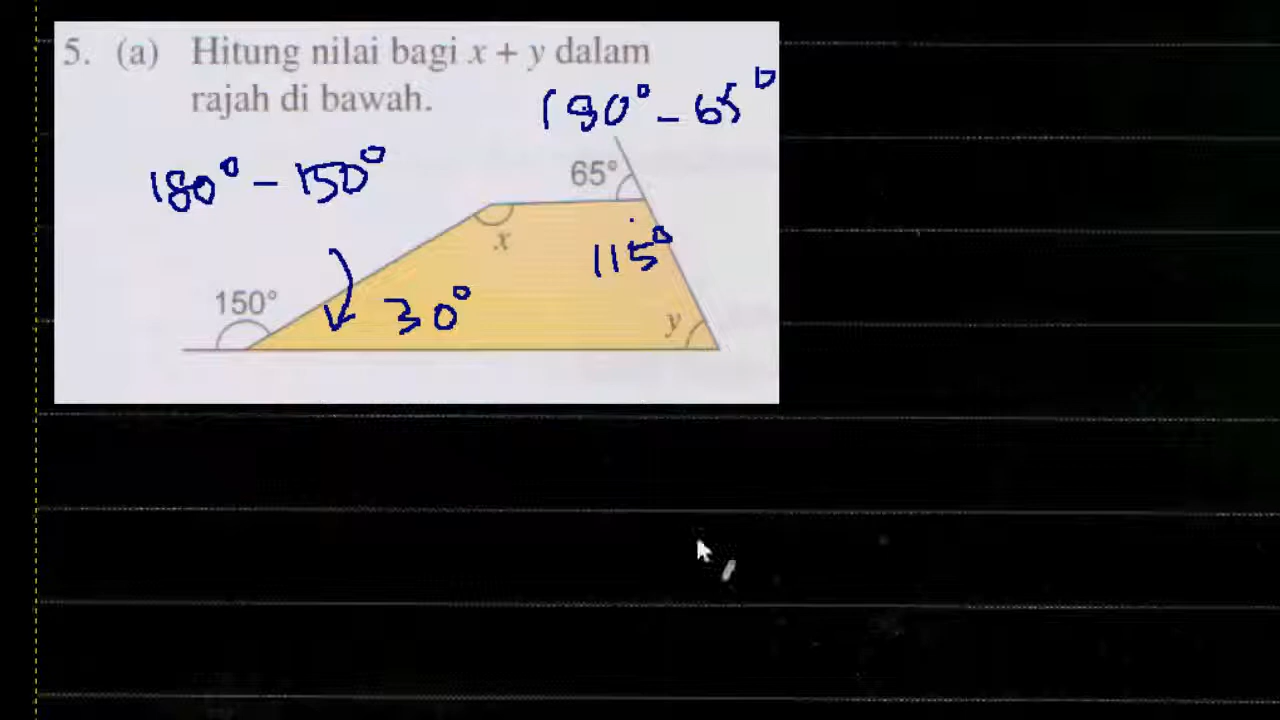 5. (a) Hitung nilai bagi x + y dalam
rajah di bawah.
180° - 65°
180° - 150°
65°
x
115°
150°
30°
y